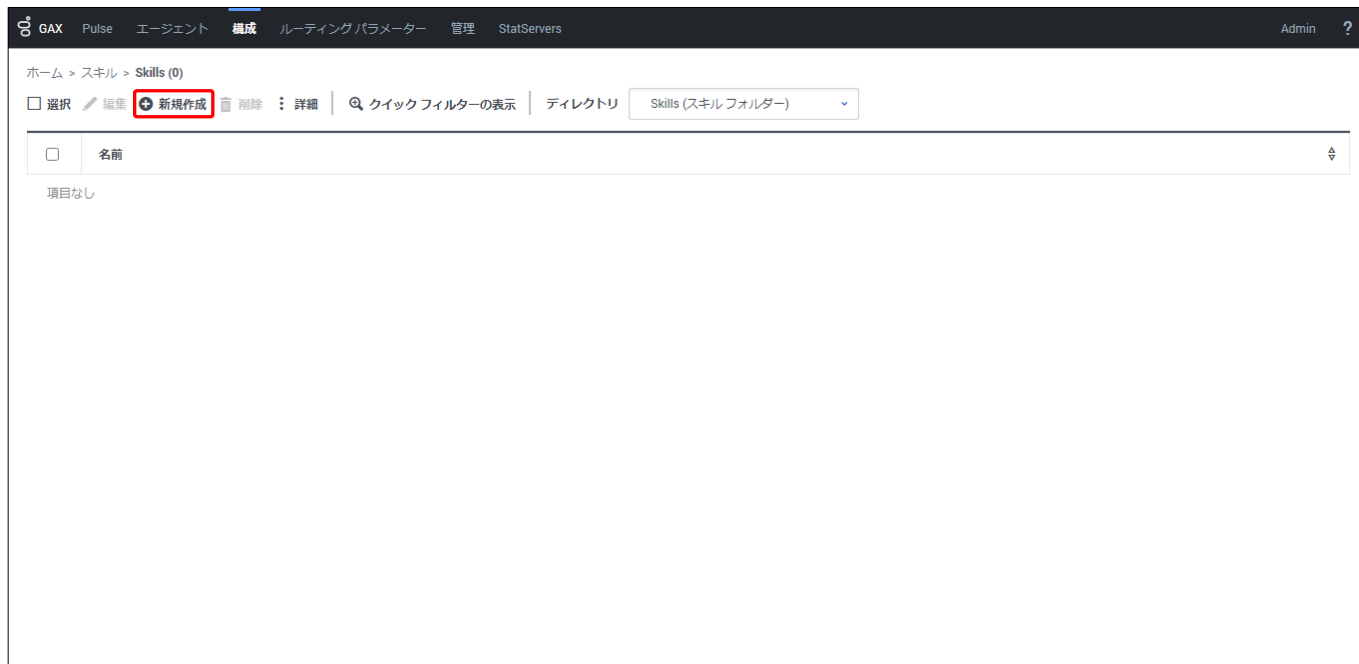 GAX Pulse エージェント 構成 ルーティング パラメーター 管理 StatServers Admin ?
ホーム > スキル > Skills (0)
選択 編集 新規作成 削除 詳細 クイック フィルターの表示 ディレクトリ Skills (スキル フォルダー)
名前
項目なし